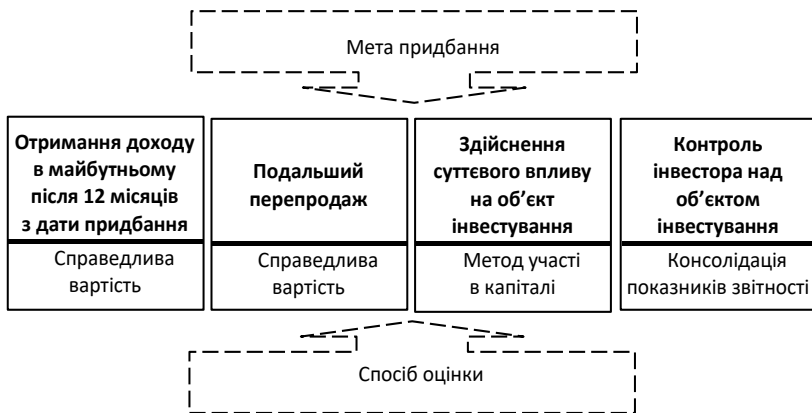 Мета придбання
Отримання доходу
в майбутньому
після 12 місяців
з дати придбання
Справедлива
вартість
Подальший
перепродаж
Справедлива
вартість
Здійснення
суттєвого впливу
на об’єкт
інвестування
Метод участі
в капіталі
Контроль
інвестора над
об’єктом
інвестування
Консолідація
показників звітності
Спосіб оцінки